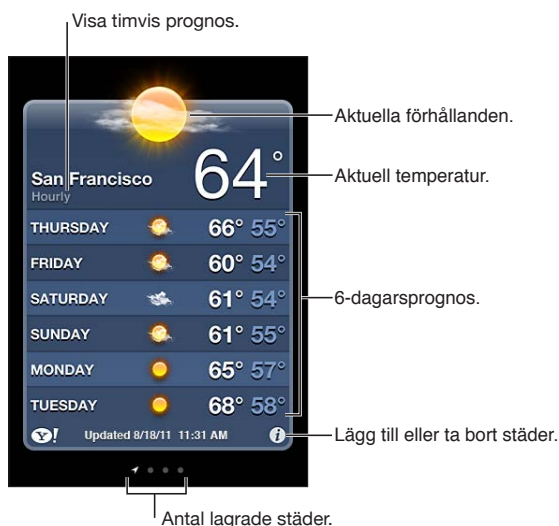 Visa timvis prognos.
Aktuella förhållanden.
San Francisco
Hourly
64°
Aktuell temperatur.
THURSDAY 66° 55°
FRIDAY 60° 54°
SATURDAY 61° 54°
6-dagarsprognos.
SUNDAY 61° 55°
MONDAY 65° 57°
TUESDAY 68° 58°
Y! Updated 8/18/11 11:31 AM i
Lägg till eller ta bort städer.
Antal lagrade städer.